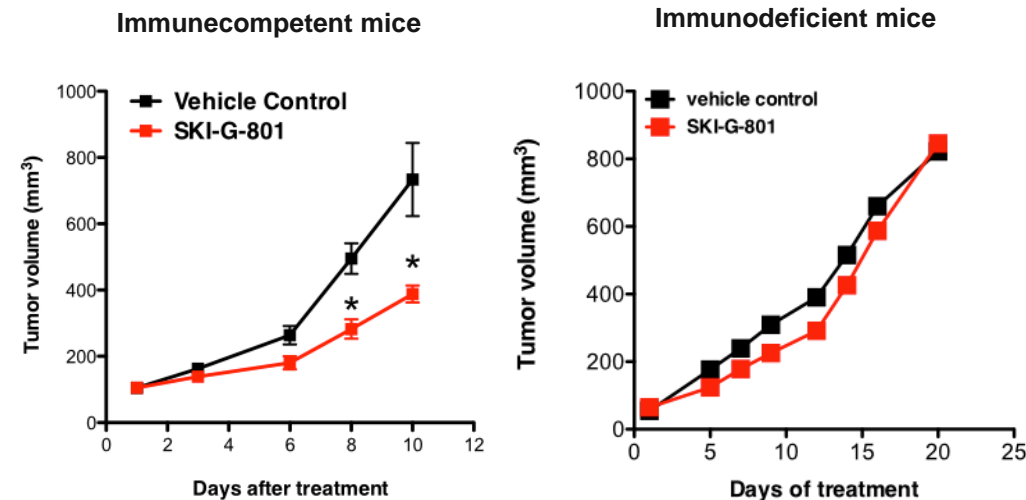 Immunecompetent mice
Vehicle Control
SKI-G-801
Tumor volume (mm³)
1000
800
600
400
200
0
*
*
0 2 4 6 8 10 12
Days after treatment
Immunodeficient mice
vehicle control
SKI-G-801
Tumor volume (mm³)
1000
800
600
400
200
0
0 5 10 15 20 25
Days of treatment